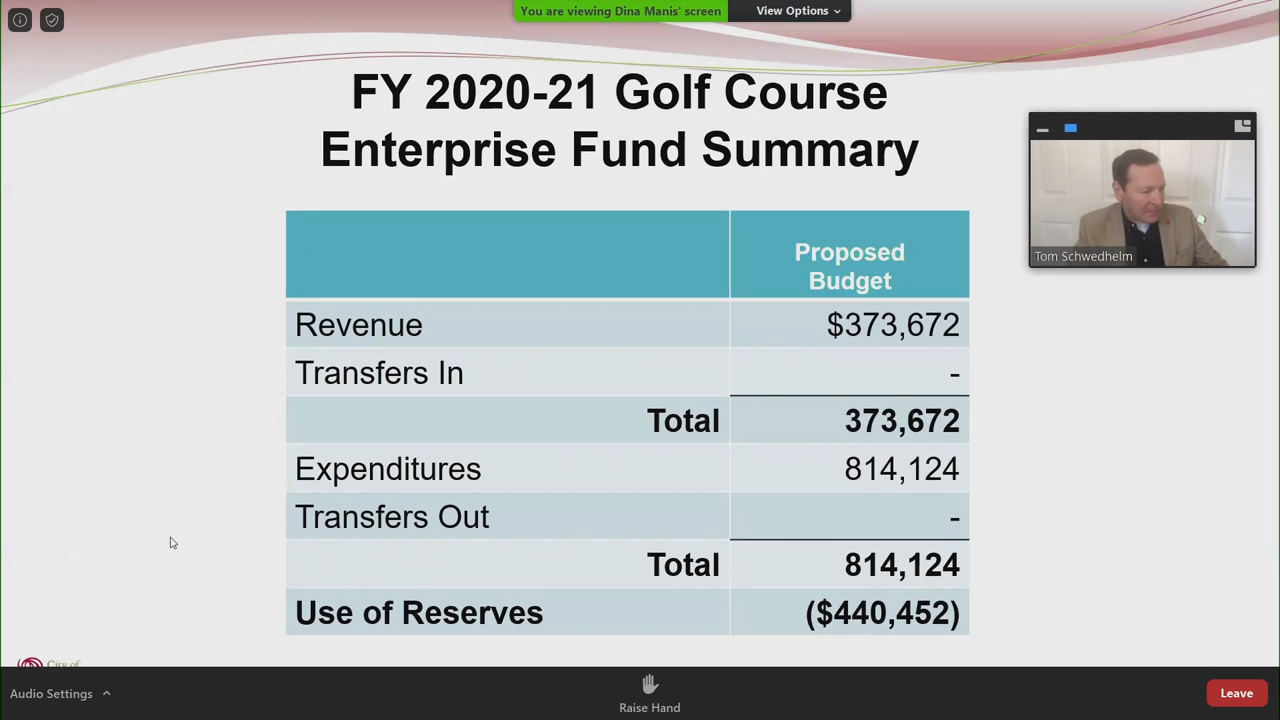 You are viewing Dina Manis' screen
View Options
FY 2020-21 Golf Course
Enterprise Fund Summary
Tom Schwedhelm
Proposed
Budget
Revenue $373,672
Transfers In -
Total 373,672
Expenditures 814,124
Transfers Out -
Total 814,124
Use of Reserves ($440,452)
City of
Audio Settings
Raise Hand
Leave